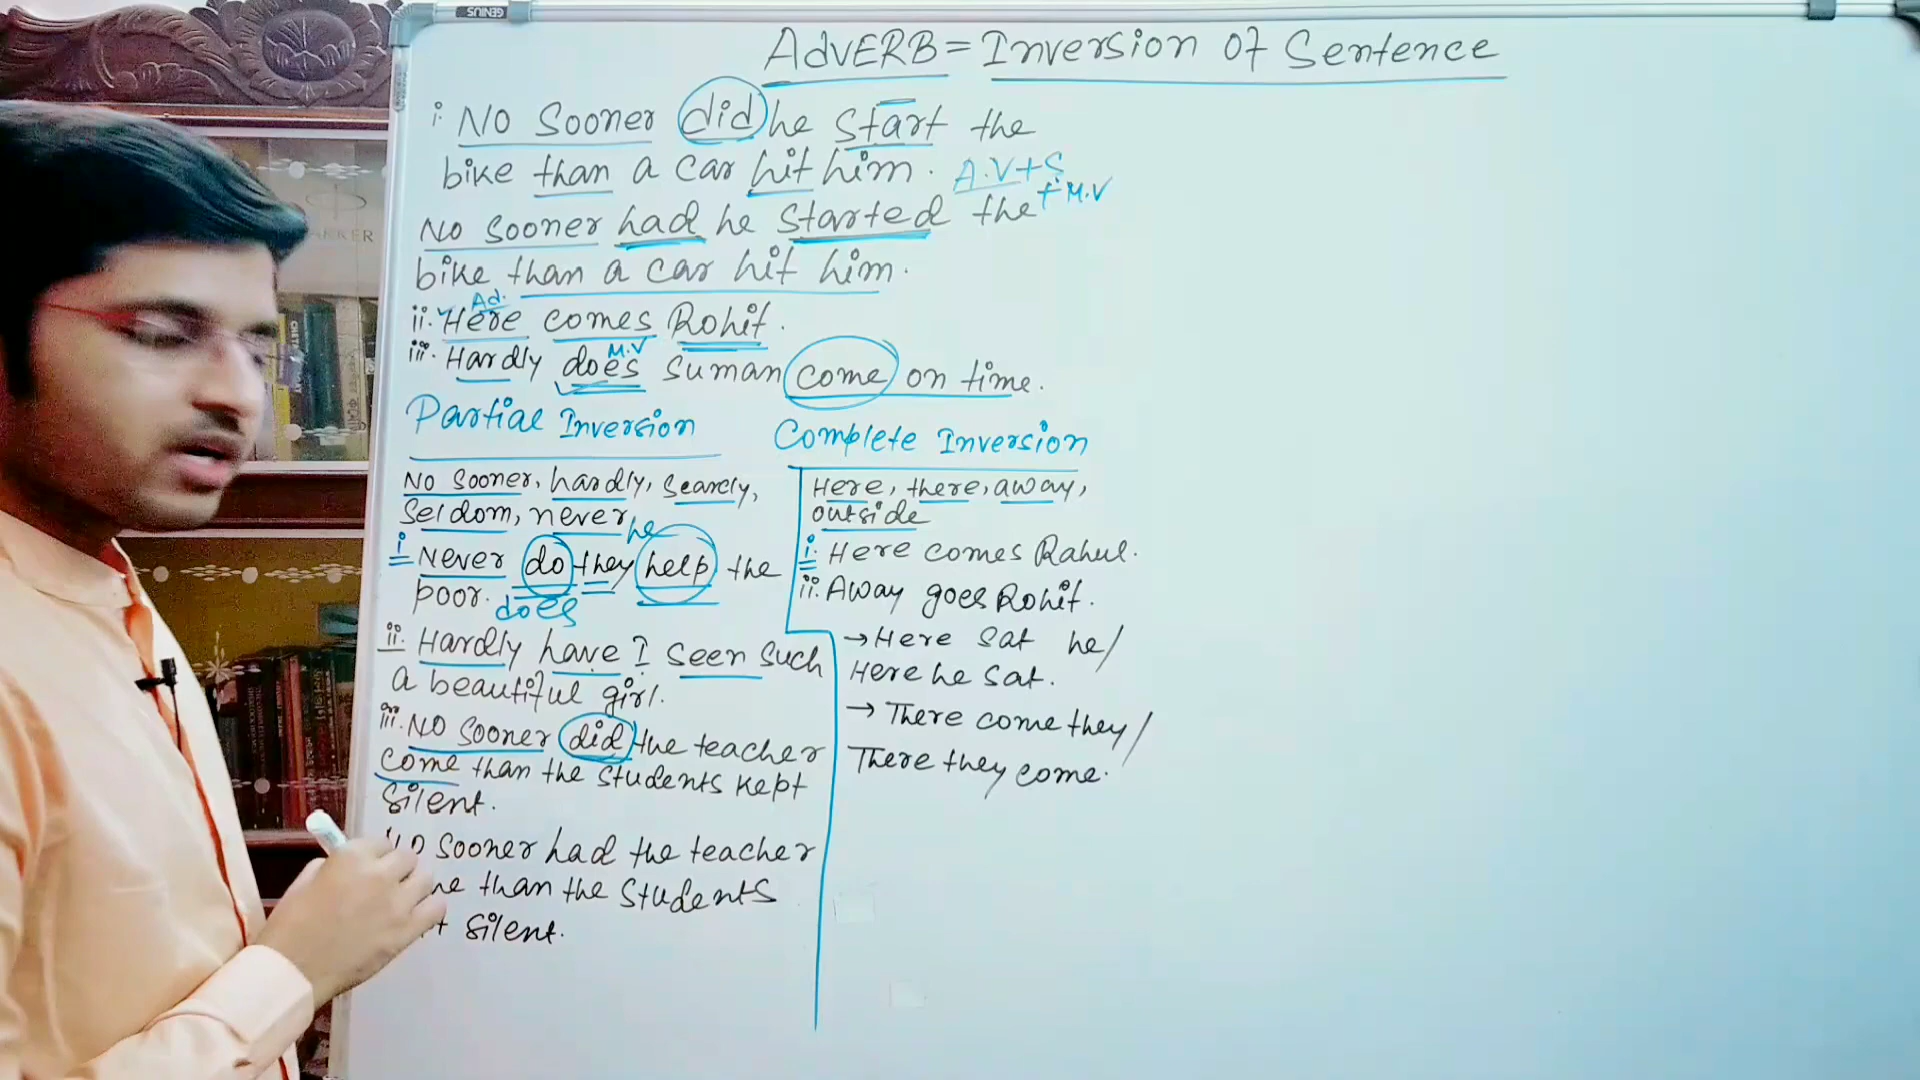 GENIUS
AdVERB = Inversion Of Sentence
i. NO Sooner did he start the
bike than a car hit him. A.V+S
+ M.V
No sooner had he started the
bike than a car hit him.
Ad.
ii. Here comes Rohit.
M.V
iii. Hardly does Suman come on time.
Partial Inversion
No Sooner, hardly, Scarcely,
Seldom, never
he
i Never do they help the
poor. does
ii. Hardly have I seen such
a beautiful girl.
iii. NO Sooner did the teacher
come than the students kept
silent.
Sooner had the teacher
than the students
silent.
Complete Inversion
Here, there, away,
outside
i. Here comes Rahul.
ii. Away goes Rohit.
→ Here sat he/
Here he sat.
→ There come they/
There they come.